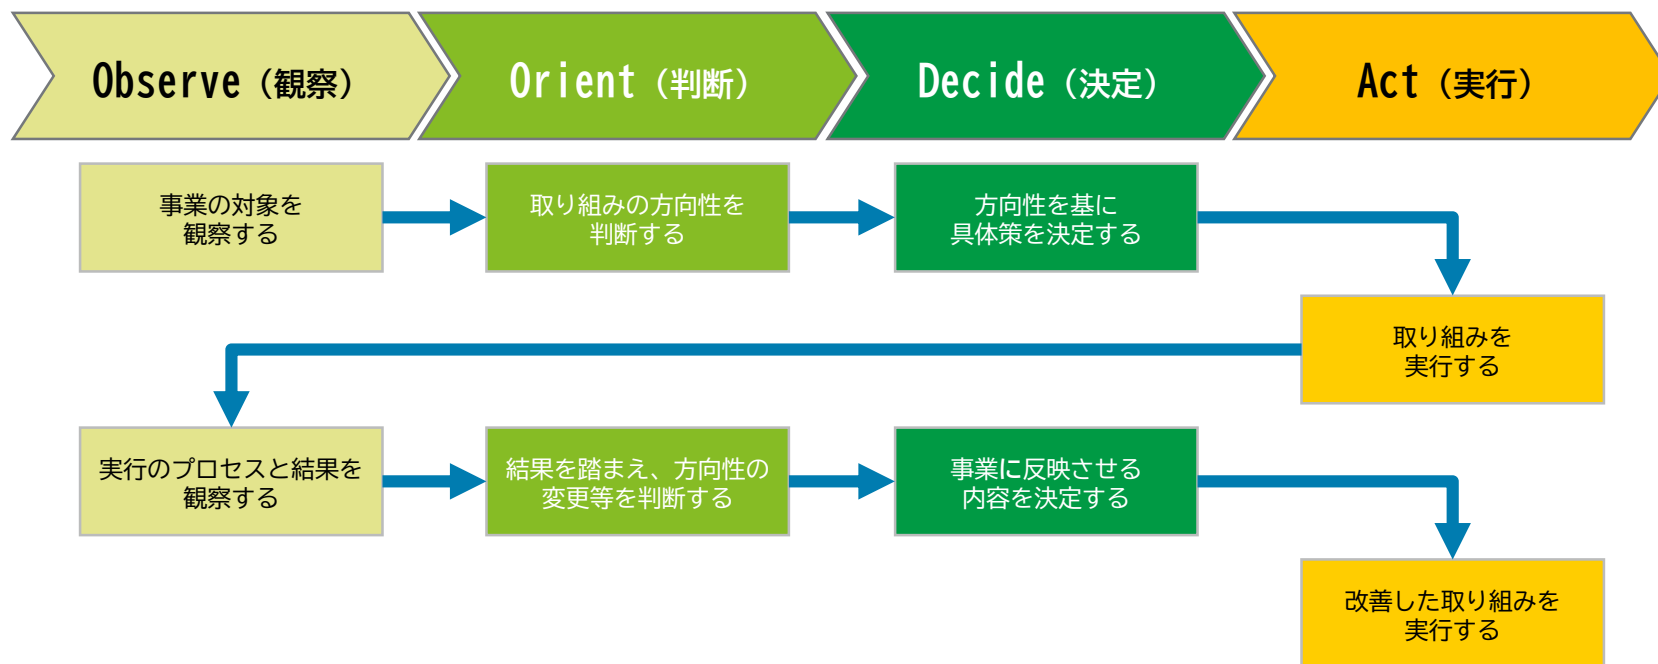 Observe（観察）
Orient（判断）
Decide（決定）
Act（実行）
事業の対象を
観察する
取り組みの方向性を
判断する
方向性を基に
具体策を決定する
取り組みを
実行する
実行のプロセスと結果を
観察する
結果を踏まえ、方向性の
変更等を判断する
事業に反映させる
内容を決定する
改善した取り組みを
実行する